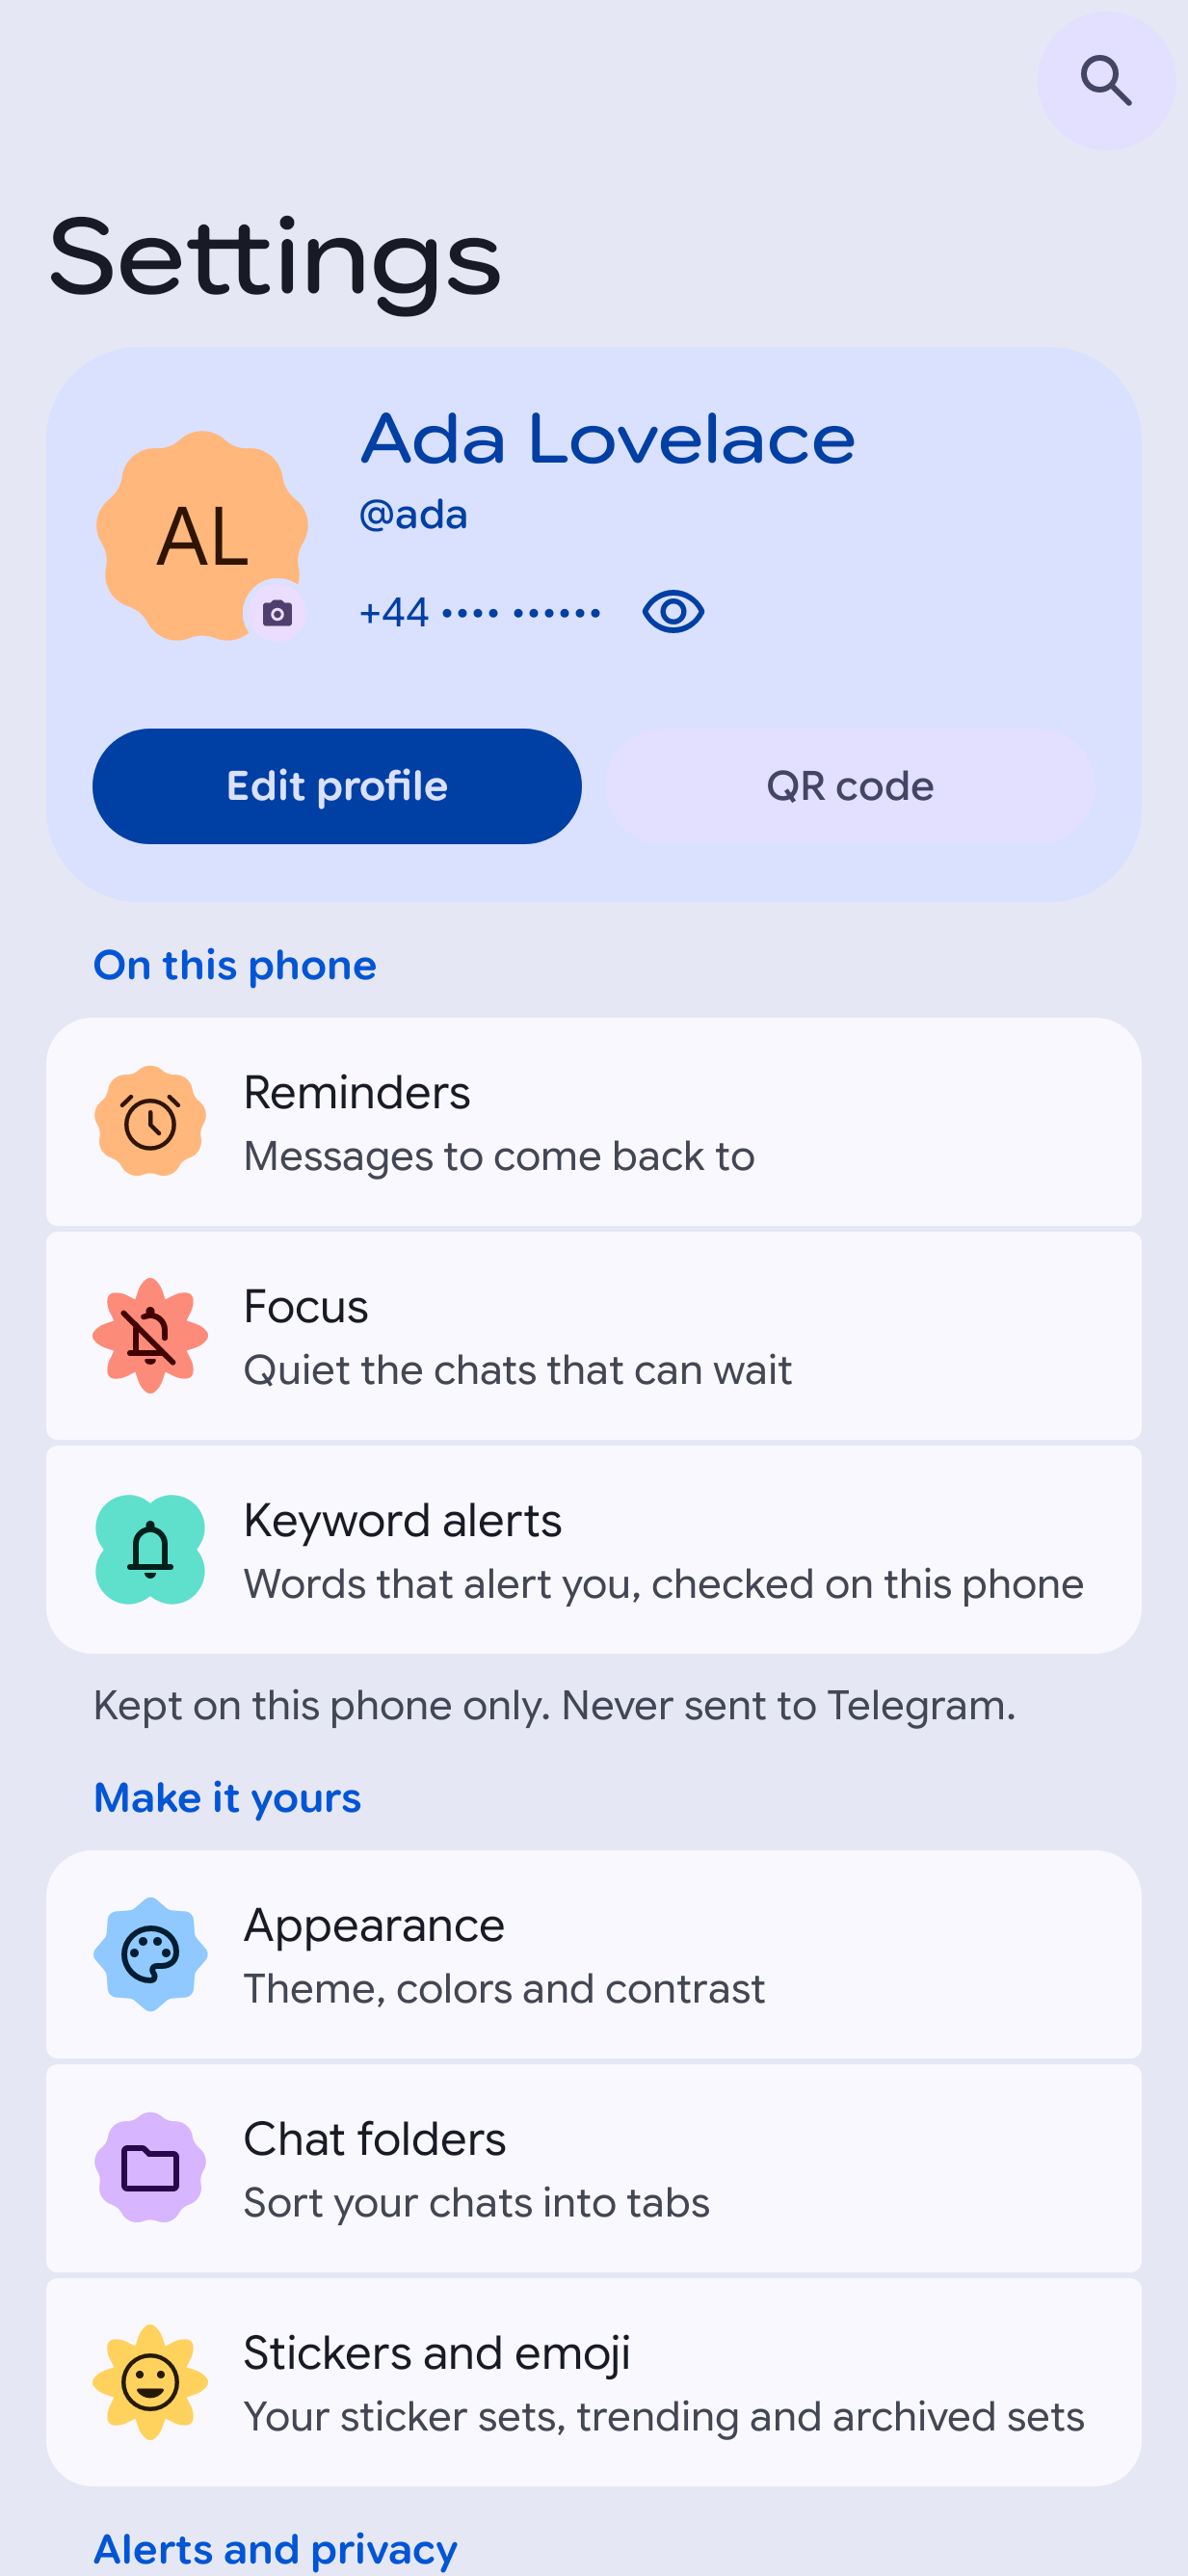 Settings
Ada Lovelace
@ada
AL
+44 •••• ••••••
Edit profile
QR code
On this phone
Reminders
Messages to come back to
Focus
Quiet the chats that can wait
Keyword alerts
Words that alert you, checked on this phone
Kept on this phone only. Never sent to Telegram.
Make it yours
Appearance
Theme, colors and contrast
Chat folders
Sort your chats into tabs
Stickers and emoji
Your sticker sets, trending and archived sets
Alerts and privacy